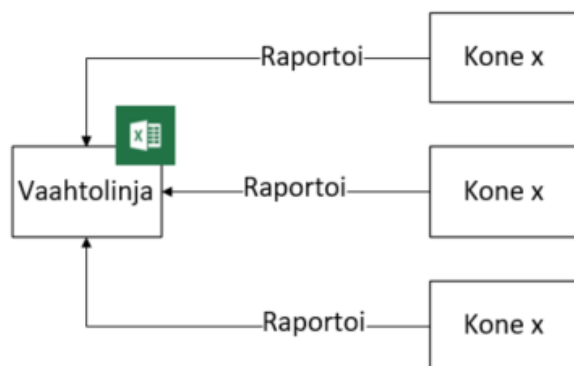 Raportoi
Kone x
Vaahtolinja
Raportoi
Kone x
Raportoi
Kone x